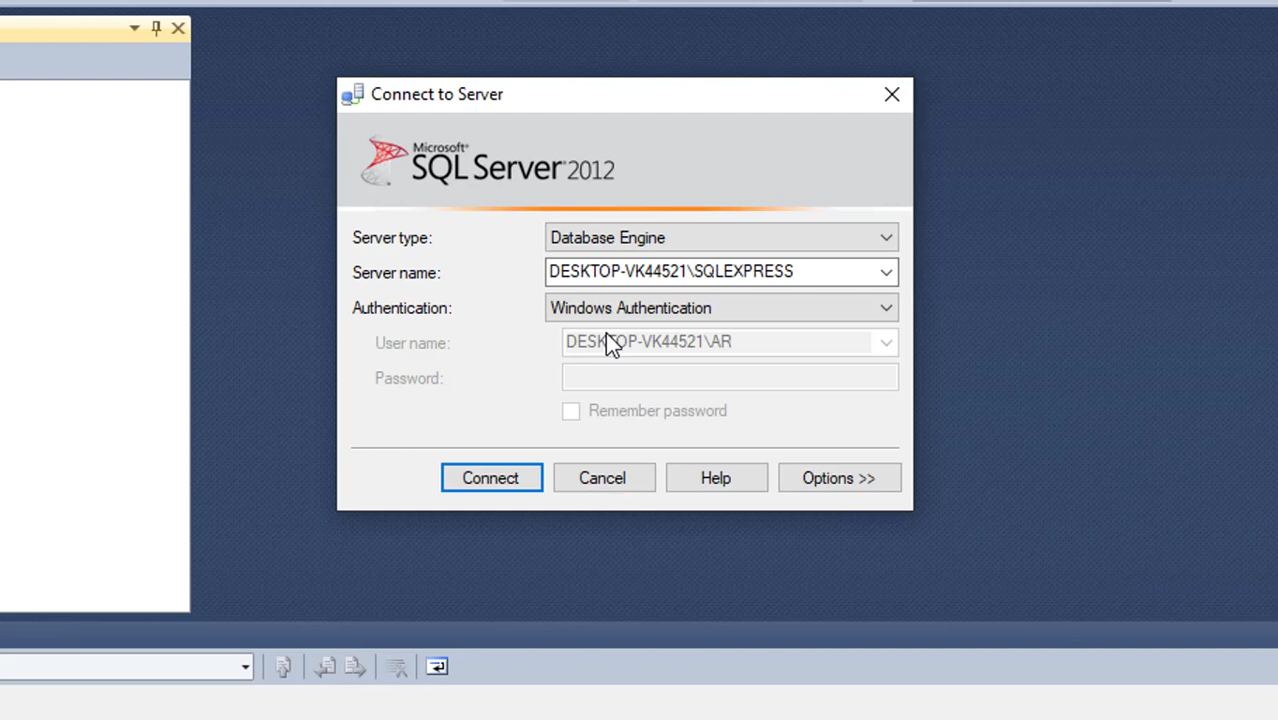 Connect to Server
Microsoft®
SQL Server® 2012
Server type: Database Engine
Server name: DESKTOP-VK44521\SQLEXPRESS
Authentication: Windows Authentication
User name: DESKTOP-VK44521\AR
Password:
Remember password
Connect Cancel Help Options >>